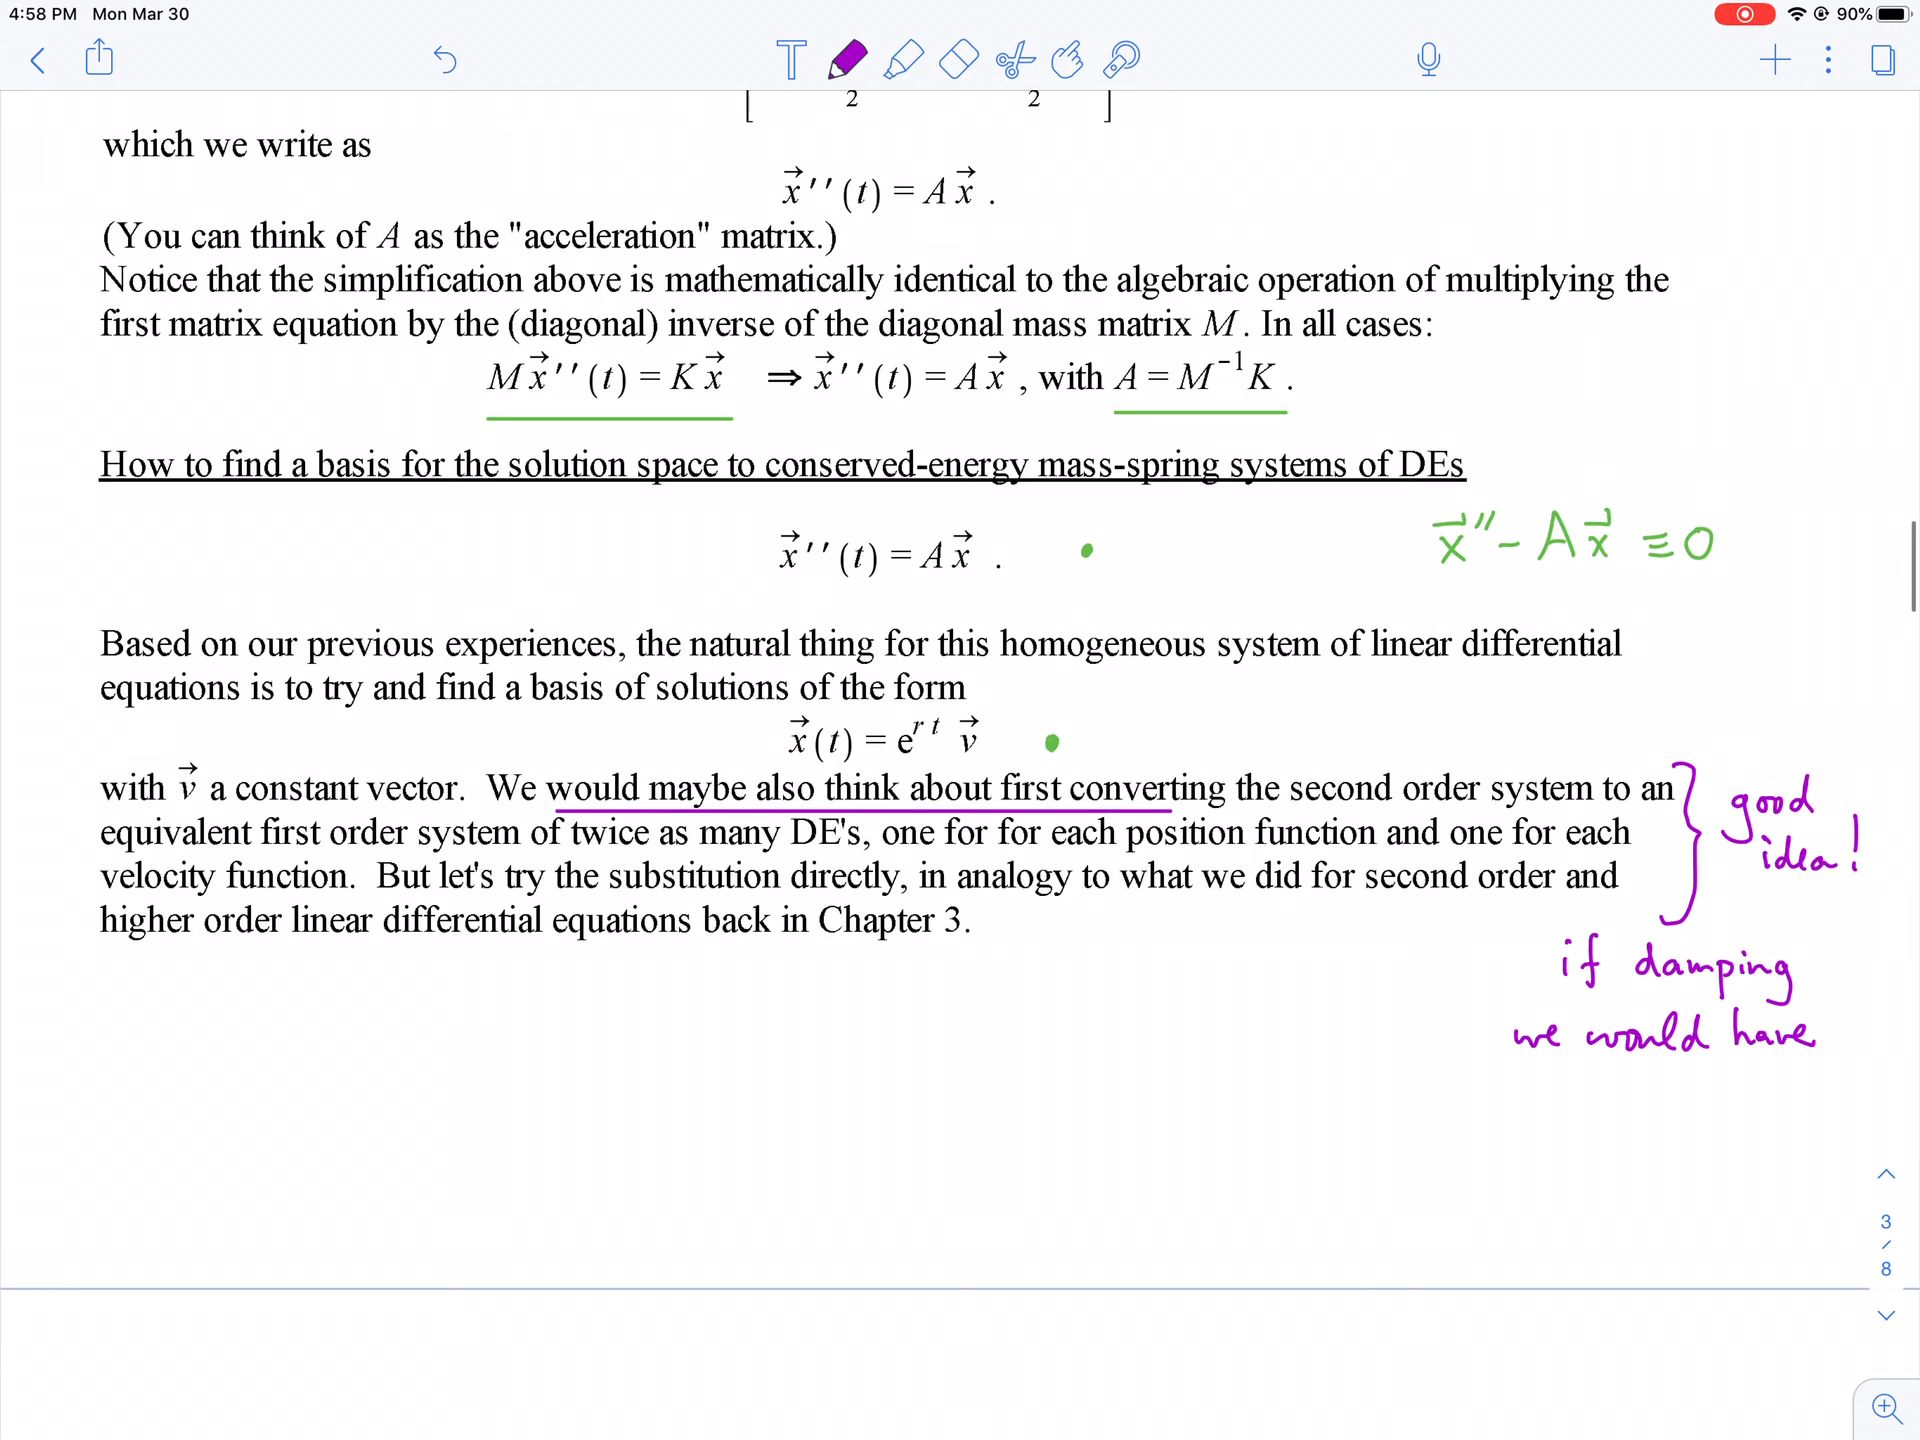 4:58 PM Mon Mar 30
90%
T
2 2
which we write as
x⃗''(t) = A x⃗ .
(You can think of A as the "acceleration" matrix.)
Notice that the simplification above is mathematically identical to the algebraic operation of multiplying the
first matrix equation by the (diagonal) inverse of the diagonal mass matrix M. In all cases:
M x⃗''(t) = K x⃗ ⇒ x⃗''(t) = A x⃗ , with A = M⁻¹K .
How to find a basis for the solution space to conserved-energy mass-spring systems of DEs
x⃗''(t) = A x⃗ .
x⃗'' - A x⃗ ≡ 0
Based on our previous experiences, the natural thing for this homogeneous system of linear differential
equations is to try and find a basis of solutions of the form
x⃗(t) = e^{r t} v⃗
with v⃗ a constant vector. We would maybe also think about first converting the second order system to an
equivalent first order system of twice as many DE's, one for for each position function and one for each
velocity function. But let's try the substitution directly, in analogy to what we did for second order and
higher order linear differential equations back in Chapter 3.
good
idea!
if damping
we would have
3
/
8